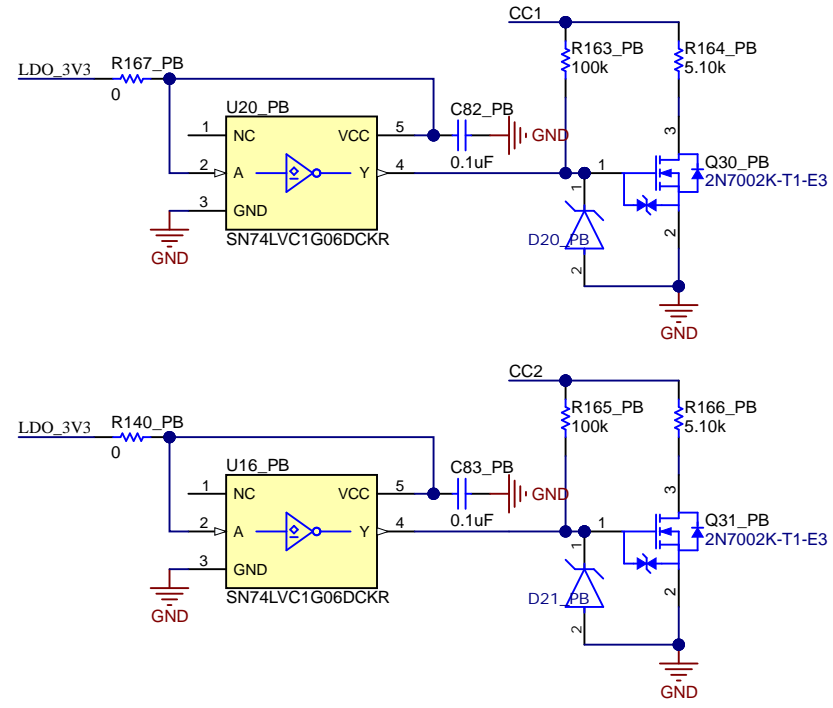 CC1
LDO_3V3
R167_PB
0
R163_PB
100k
R164_PB
5.10k
U20_PB
C82_PB
0.1uF
GND
1
NC
VCC
5
2
A
Y
4
3
GND
SN74LVC1G06DCKR
GND
1
3
Q30_PB
2N7002K-T1-E3
2
1
D20_PB
2
GND
CC2
LDO_3V3
R140_PB
0
R165_PB
100k
R166_PB
5.10k
U16_PB
C83_PB
0.1uF
GND
1
NC
VCC
5
2
A
Y
4
3
GND
SN74LVC1G06DCKR
GND
1
3
Q31_PB
2N7002K-T1-E3
2
1
D21_PB
2
GND